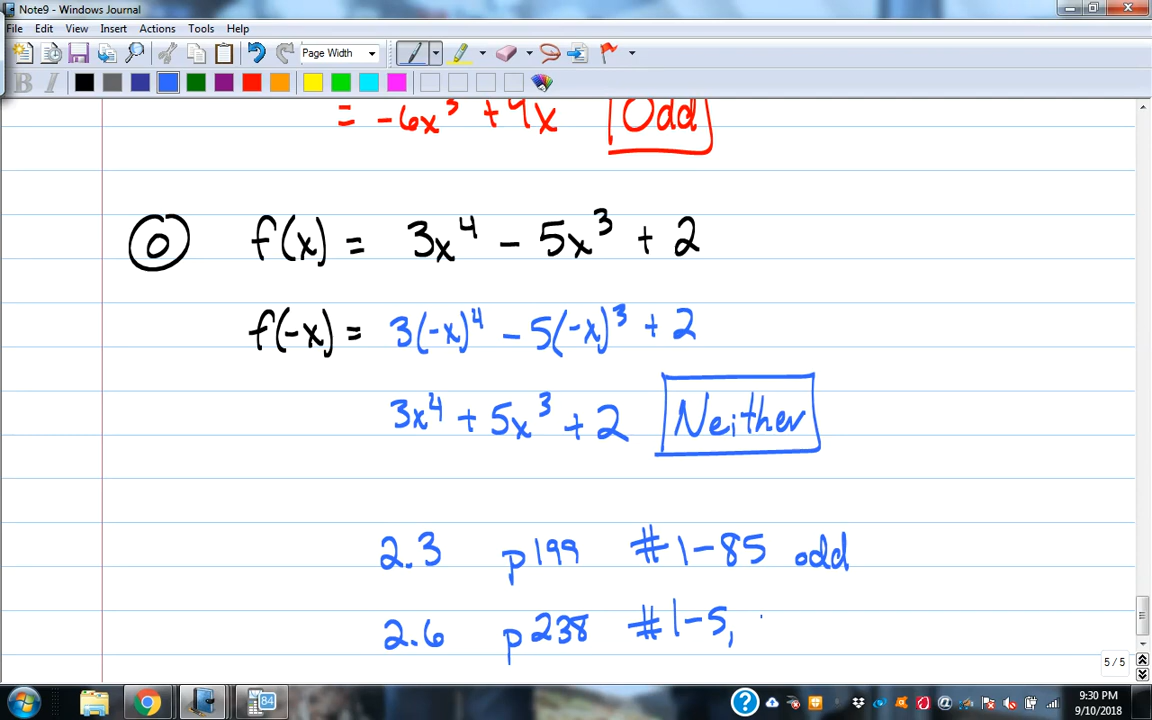 Note9 - Windows Journal
File Edit View Insert Actions Tools Help
Page Width
B I
= -6x³ + 9x Odd
o f(x) = 3x⁴ - 5x³ + 2
f(-x) = 3(-x)⁴ - 5(-x)³ + 2
3x⁴ + 5x³ + 2 Neither
2.3 p199 #1-85 odd
2.6 p238 #1-5,
5/5
84
9:30 PM
9/10/2018